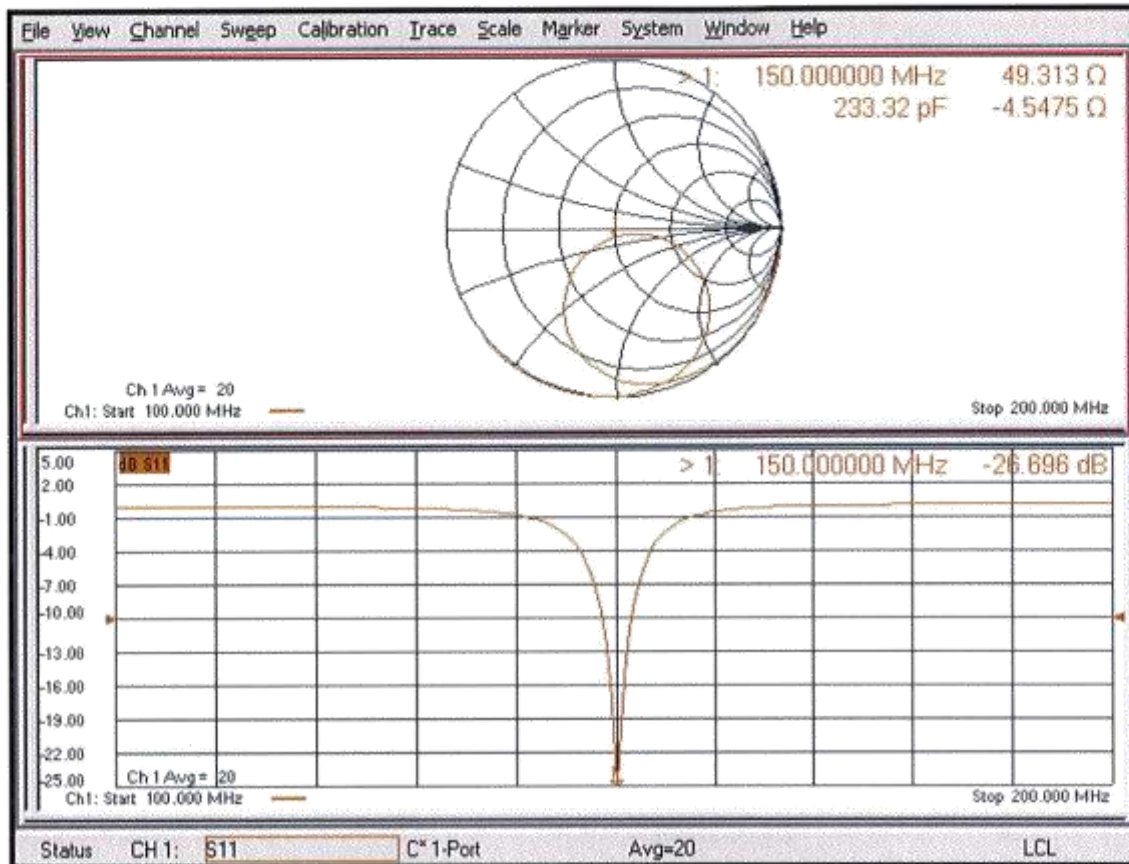 File View Channel Sweep Calibration Trace Scale Marker System Window Help
> 1: 150.000000 MHz 49.313 Ω
233.32 pF -4.5475 Ω
Ch 1 Avg = 20
Ch1: Start 100.000 MHz
Stop 200.000 MHz
5.00
dB S11
> 1: 150.000000 MHz -26.696 dB
2.00
-1.00
-4.00
-7.00
-10.00
-13.00
-16.00
-19.00
-22.00
-25.00
Ch 1 Avg = 20
Ch1: Start 100.000 MHz
Stop 200.000 MHz
Status CH 1: S11 C* 1-Port Avg=20 LCL